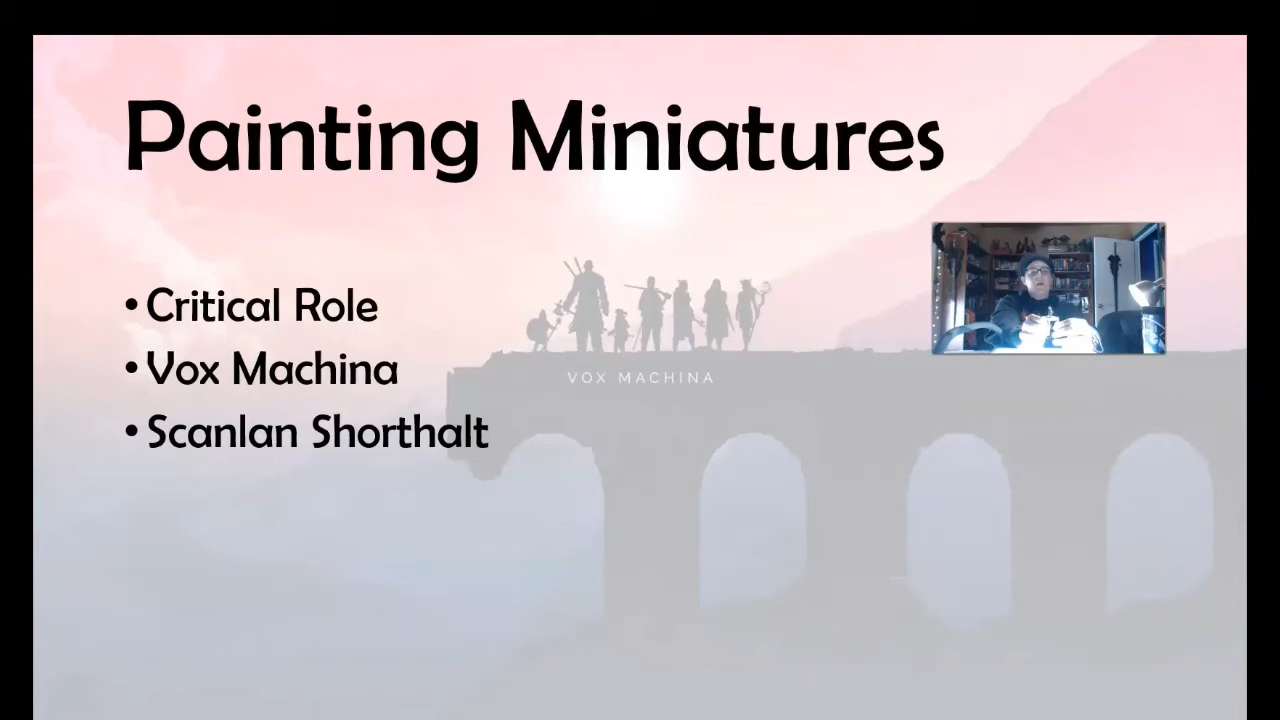 Painting Miniatures
• Critical Role
• Vox Machina
• Scanlan Shorthalt
VOX MACHINA